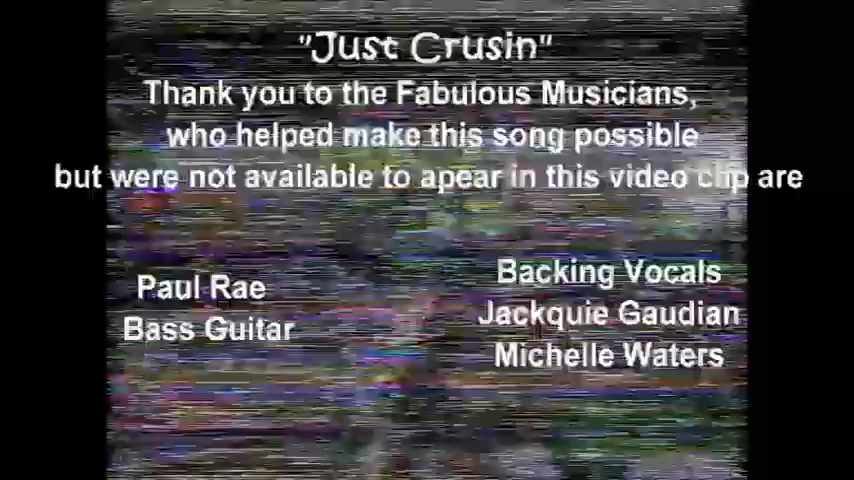 "Just Crusin"
Thank you to the Fabulous Musicians,
who helped make this song possible
but were not available to apear in this video clip are
Paul Rae
Bass Guitar
Backing Vocals
Jackquie Gaudian
Michelle Waters